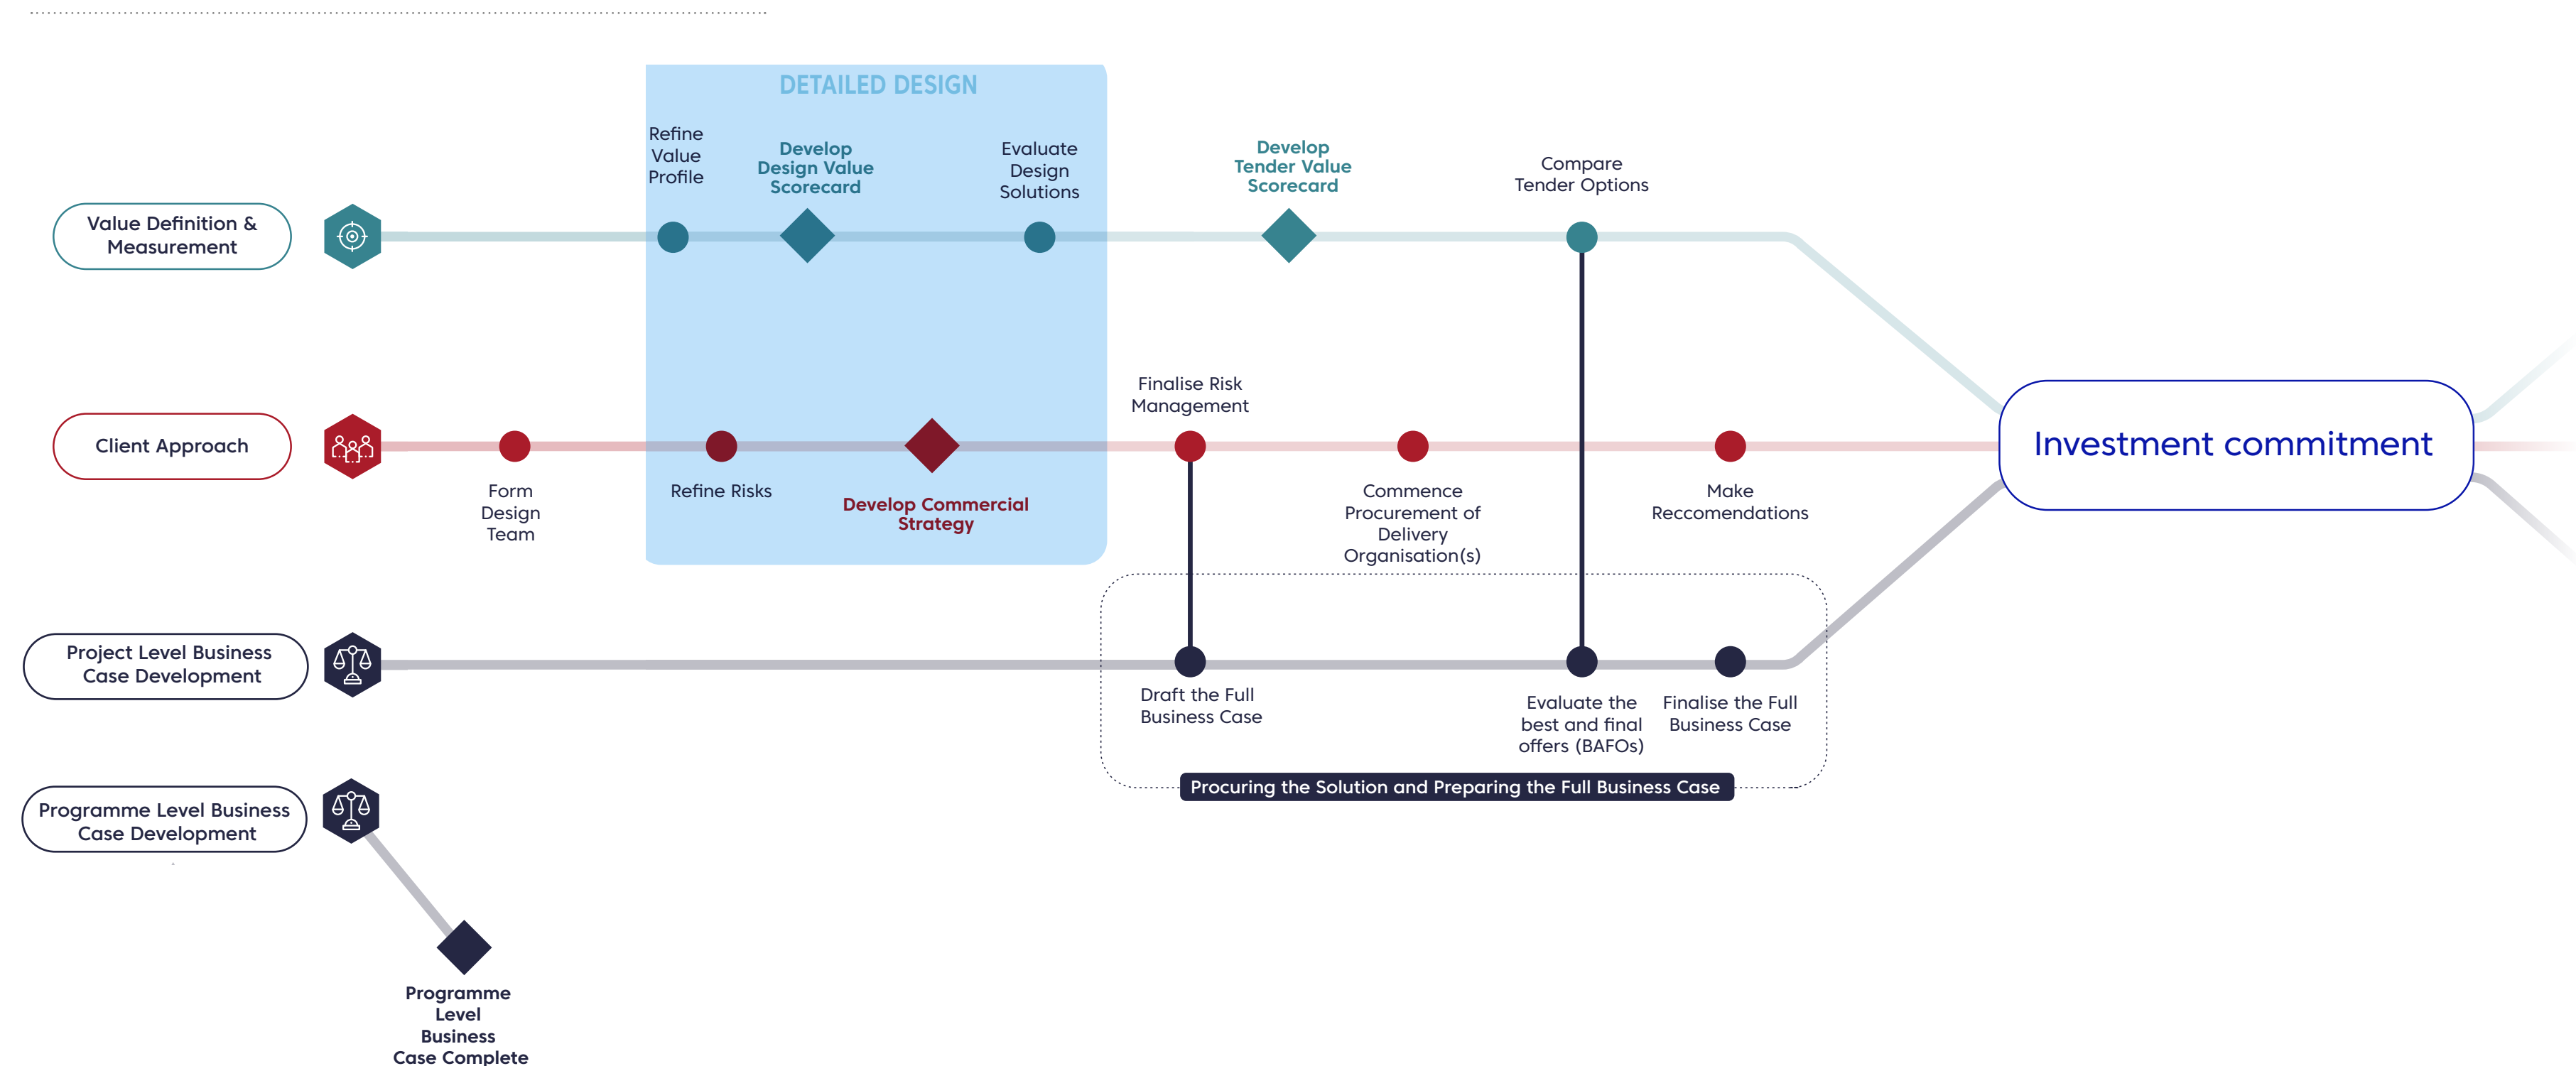 DETAILED DESIGN
Refine
Value
Profile
Develop
Design Value
Scorecard
Evaluate
Design
Solutions
Develop
Tender Value
Scorecard
Compare
Tender Options
Value Definition &
Measurement
Finalise Risk
Management
Client Approach
Investment commitment
Form
Design
Team
Refine Risks
Develop Commercial
Strategy
Commence
Procurement of
Delivery
Organisation(s)
Make
Reccomendations
Project Level Business
Case Development
Draft the Full
Business Case
Evaluate the
best and final
offers (BAFOs)
Finalise the Full
Business Case
Procuring the Solution and Preparing the Full Business Case
Programme Level Business
Case Development
Programme
Level
Business
Case Complete